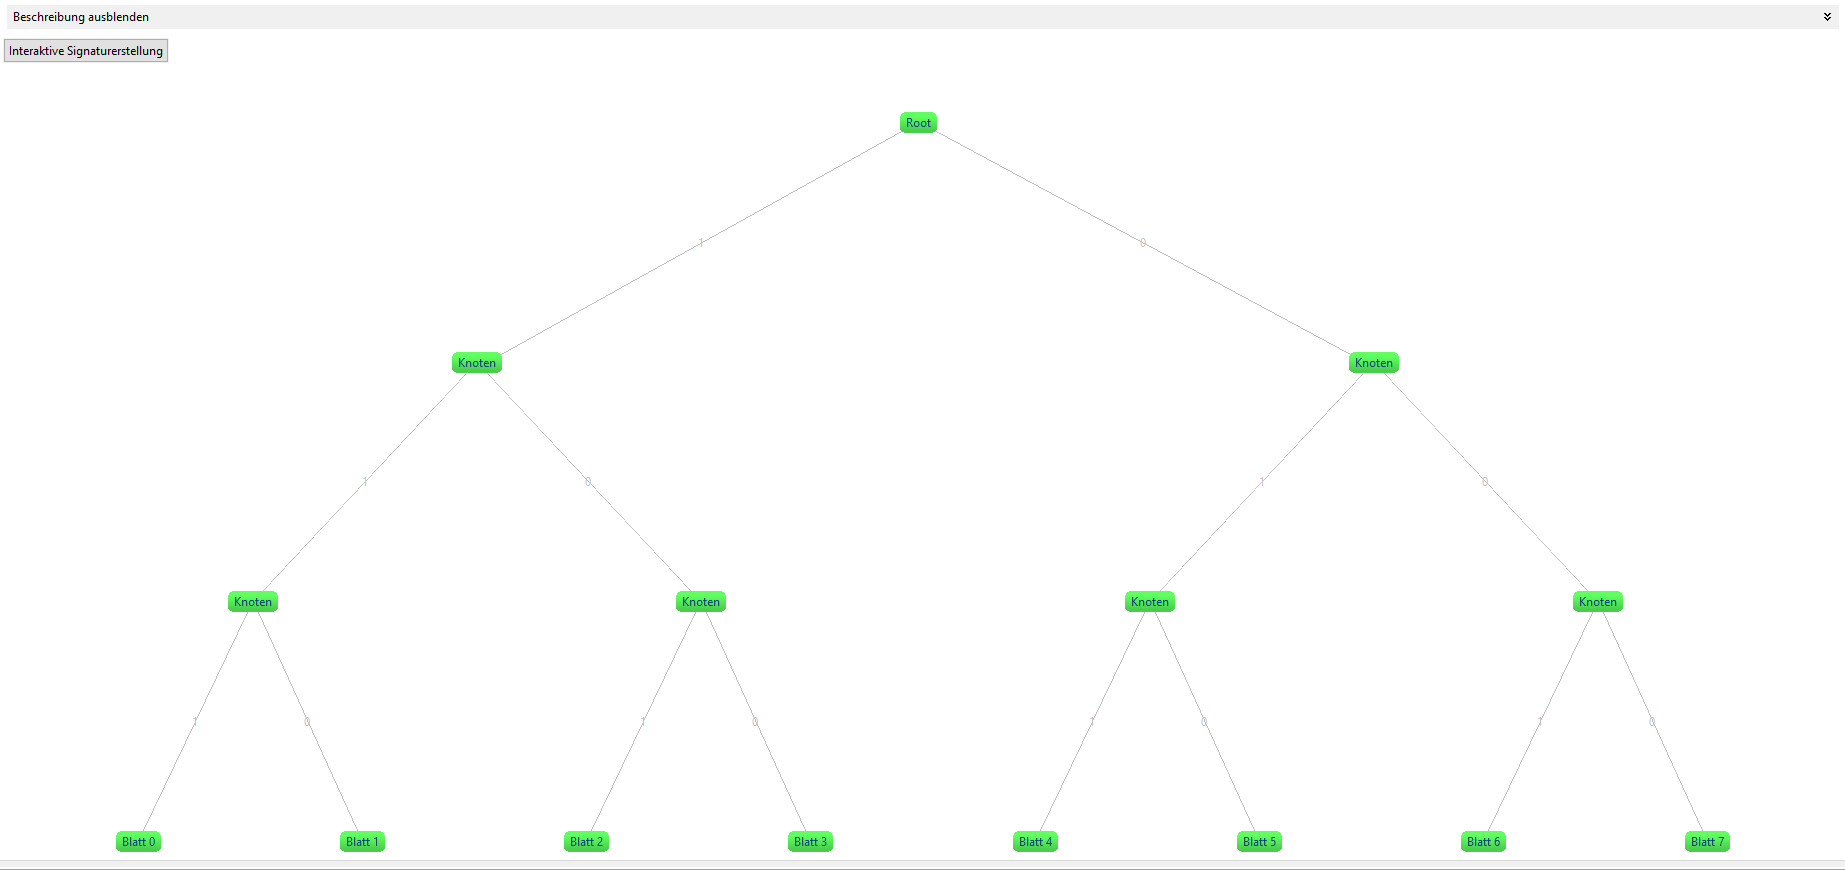 Beschreibung ausblenden
Interaktive Signaturerstellung
Root
1 0
Knoten Knoten
1 0 1 0
Knoten Knoten Knoten Knoten
1 0 1 0 1 0 1 0
Blatt 0 Blatt 1 Blatt 2 Blatt 3 Blatt 4 Blatt 5 Blatt 6 Blatt 7